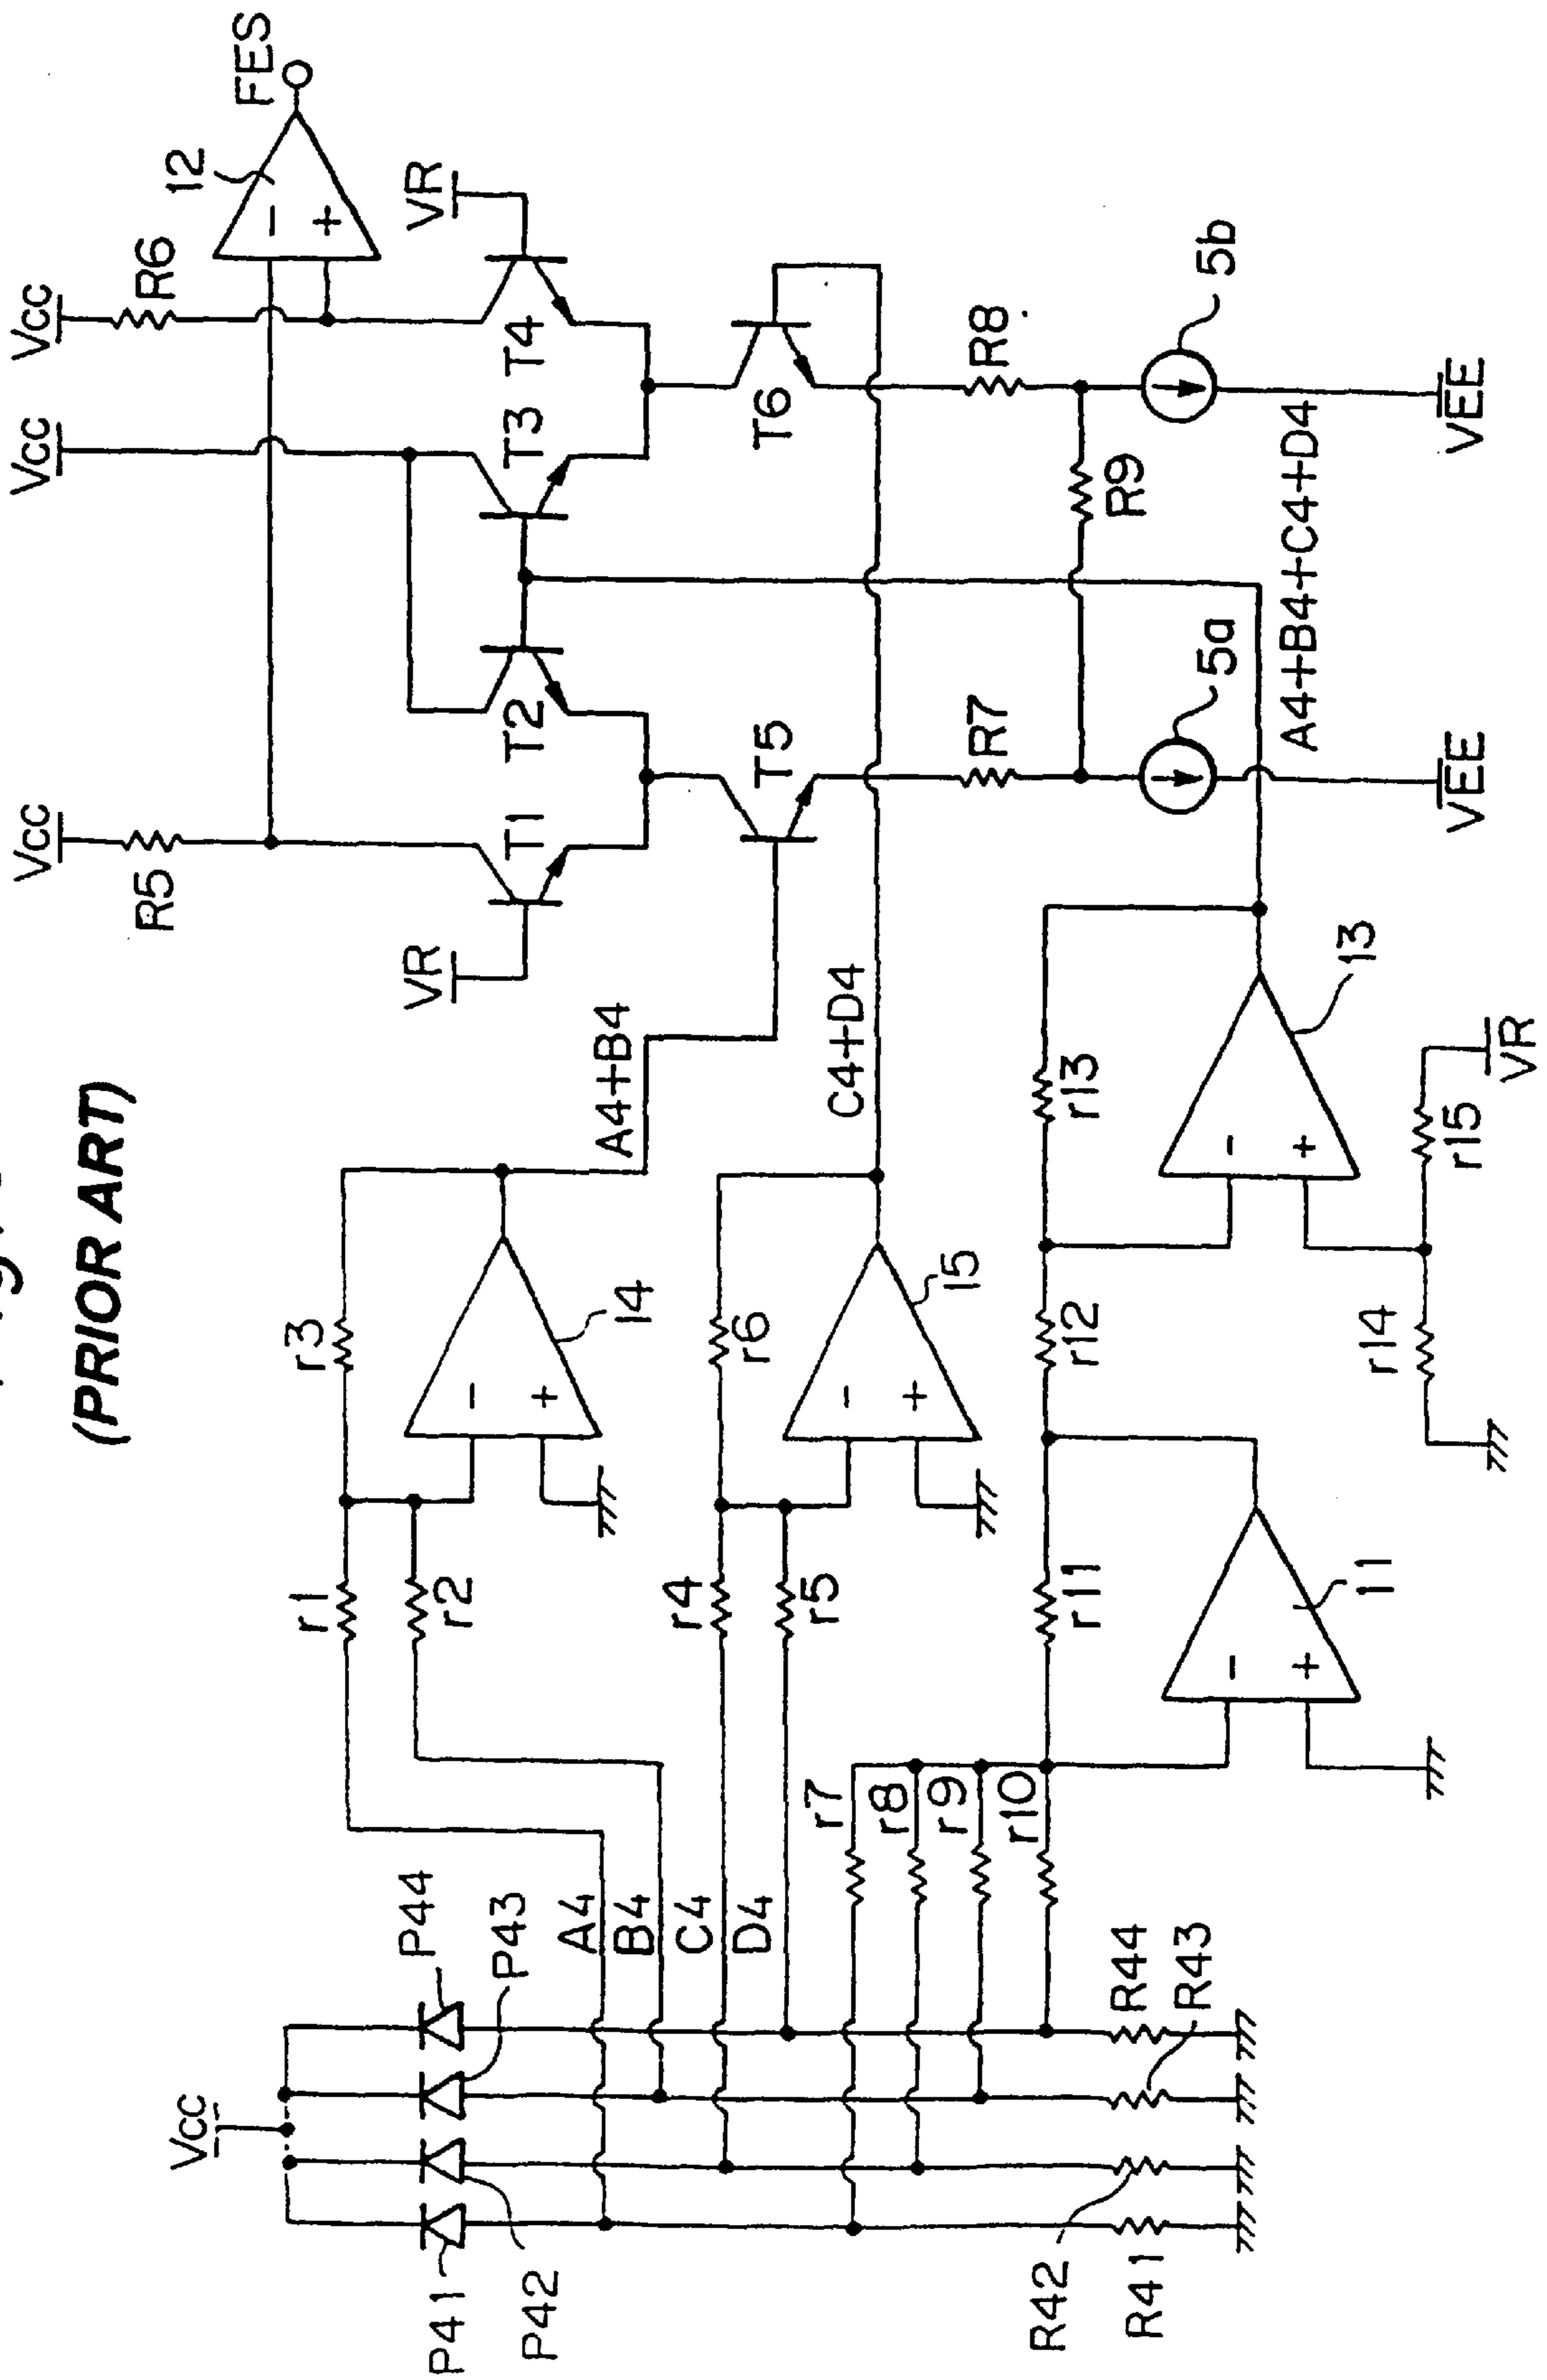 (PRIOR ART)
Vcc
P41
P42
P43
P44
A4
B4
C4
D4
R41
R42
R43
R44
r1
r2
r3
14
A4+B4
r4
r5
r6
15
C4+D4
r7
r8
r9
r10
r11
11
r12
r13
13
r14
r15
VR
A4+B4+C4+D4
Vcc
R5
VR
T1
T2
T3
T4
VR
Vcc
Vcc
R6
12
FES
T5
T6
R7
R8
R9
5a
5b
VEE
VEE
-
+
-
+
-
+
-
+
-
+